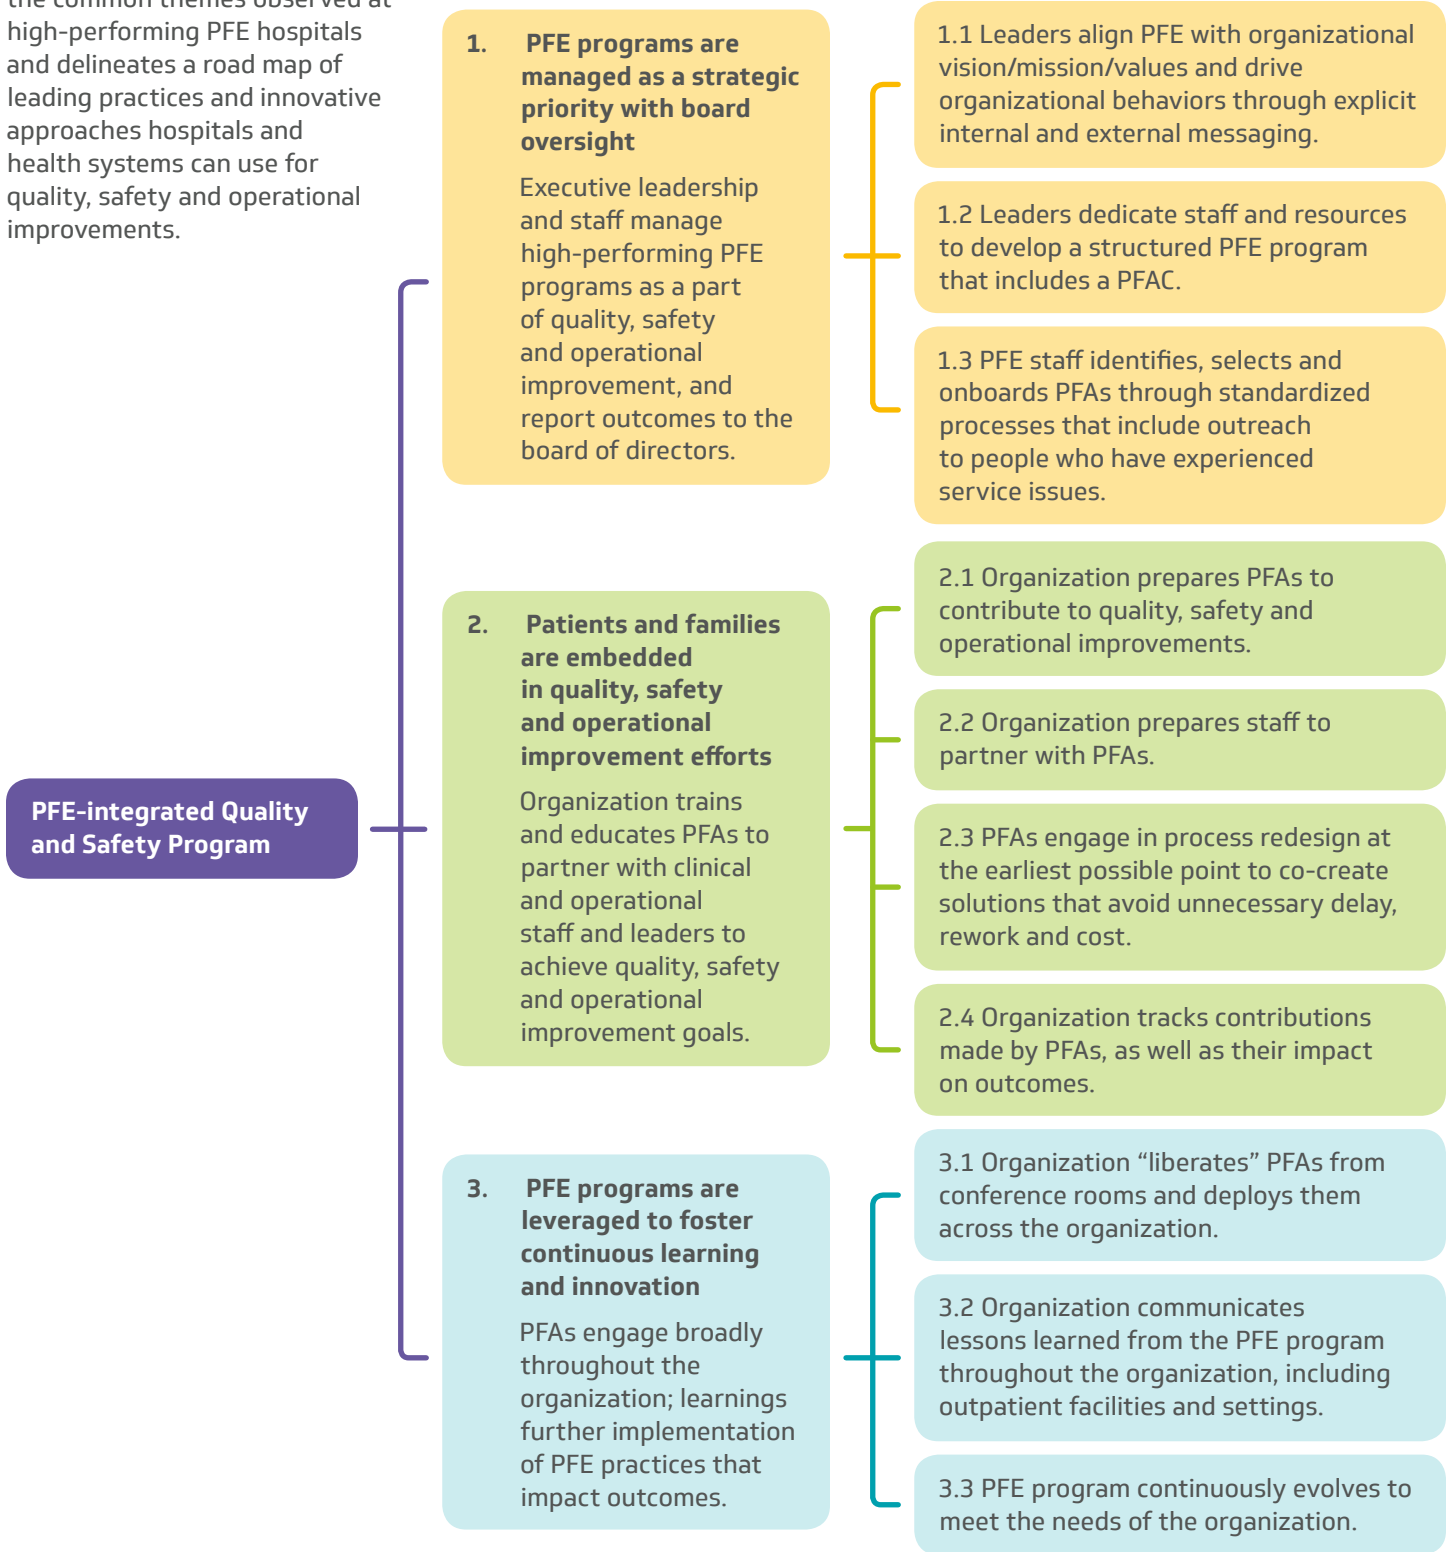 the common themes observed at
high-performing PFE hospitals
and delineates a road map of
leading practices and innovative
approaches hospitals and
health systems can use for
quality, safety and operational
improvements.
PFE-integrated Quality
and Safety Program
1. PFE programs are
managed as a strategic
priority with board
oversight
Executive leadership
and staff manage
high-performing PFE
programs as a part
of quality, safety
and operational
improvement, and
report outcomes to the
board of directors.
1.1 Leaders align PFE with organizational
vision/mission/values and drive
organizational behaviors through explicit
internal and external messaging.
1.2 Leaders dedicate staff and resources
to develop a structured PFE program
that includes a PFAC.
1.3 PFE staff identifies, selects and
onboards PFAs through standardized
processes that include outreach
to people who have experienced
service issues.
2. Patients and families
are embedded
in quality, safety
and operational
improvement efforts
Organization trains
and educates PFAs to
partner with clinical
and operational
staff and leaders to
achieve quality, safety
and operational
improvement goals.
2.1 Organization prepares PFAs to
contribute to quality, safety and
operational improvements.
2.2 Organization prepares staff to
partner with PFAs.
2.3 PFAs engage in process redesign at
the earliest possible point to co-create
solutions that avoid unnecessary delay,
rework and cost.
2.4 Organization tracks contributions
made by PFAs, as well as their impact
on outcomes.
3. PFE programs are
leveraged to foster
continuous learning
and innovation
PFAs engage broadly
throughout the
organization; learnings
further implementation
of PFE practices that
impact outcomes.
3.1 Organization “liberates” PFAs from
conference rooms and deploys them
across the organization.
3.2 Organization communicates
lessons learned from the PFE program
throughout the organization, including
outpatient facilities and settings.
3.3 PFE program continuously evolves to
meet the needs of the organization.